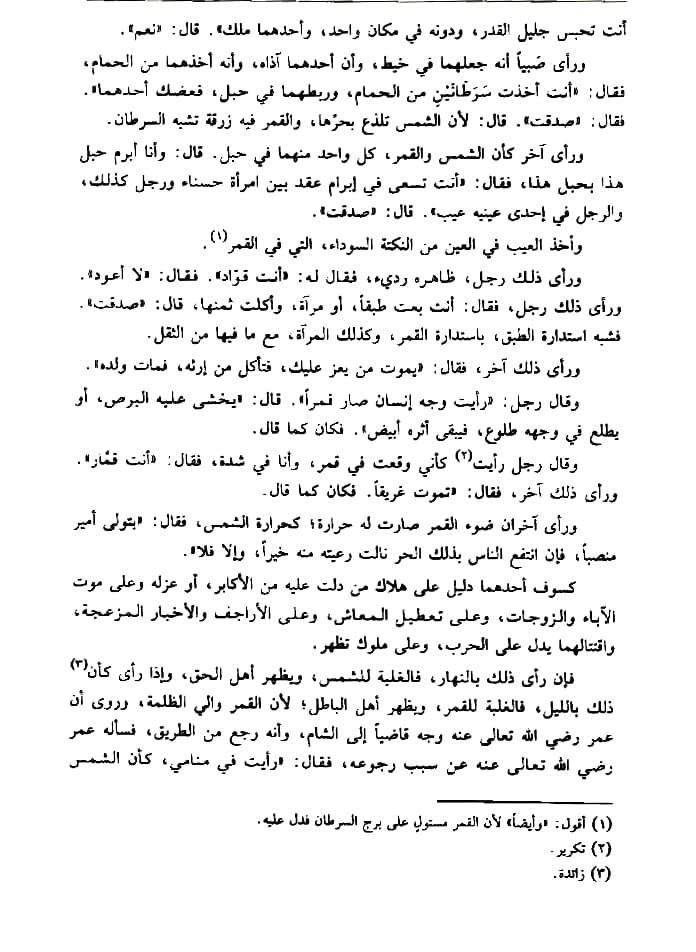 أنت تحبس جليل القدر، ودونه في مكان واحد، وأحدهما ملك». قال: «نعم».
ورأى صَبياً أنه جعلهما في خيط، وأن أحدهما آذاه، وأنه أخذهما من الحمام،
فقال: «أنت أخذت سَرَطَانَيْنِ من الحمام، وربطهما في حبل، فعضك أحدهما».
فقال: «صدقت». قال: لأن الشمس تلذع بحرّها، والقمر فيه زرقة تشبه السرطان.
ورأى آخر كأن الشمس والقمر، كل واحد منهما في حبل. قال: وأنا أبرم حبل
هذا بحبل هذا، فقال: «أنت تسعى في إبرام عقد بين امرأة حسناء ورجل كذلك،
والرجل في إحدى عينيه عيب». قال: «صدقت».
وأخذ العيب في العين من النكتة السوداء، التي في القمر(١).
ورأى ذلك رجل، ظاهره رديء، فقال له: «أنت قوّاد». فقال: «لا أعود».
ورأى ذلك رجل، فقال: أنت بعت طبقاً، أو مرآة، وأكلت ثمنها، قال: «صدقت».
فشبه استدارة الطبق، باستدارة القمر، وكذلك المرآة، مع ما فيها من الثقل.
ورأى ذلك آخر، فقال: «يموت من يعز عليك، فتأكل من إرثه، فمات ولده».
وقال رجل: «رأيت وجه إنسان صار قمراً». قال: «يخشى عليه البرص، أو
يطلع في وجهه طلوع، فيبقى أثره أبيض». فكان كما قال.
وقال رجل رأيت(٢) كأني وقعت في قمر، وأنا في شدة، فقال: «أنت قمّار».
ورأى ذلك آخر، فقال: «تموت غريقاً. فكان كما قال.
ورأى آخران ضوء القمر صارت له حرارة؛ كحرارة الشمس، فقال: «يتولى أمير
منصباً، فإن انتفع الناس بذلك الحر نالت رعيته منه خيراً، وإلا فلا».
كسوف أحدهما دليل على هلاك من دلت عليه من الأكابر، أو عزله وعلى موت
الآباء والزوجات، وعلى تعطيل المعاش، وعلى الأراجف والأخبار المزعجة،
واقتتالهما يدل على الحرب، وعلى ملوك تظهر.
فإن رأى ذلك بالنهار، فالغلبة للشمس، ويظهر أهل الحق، وإذا رأى كأن(٣)
ذلك بالليل، فالغلبة للقمر، ويظهر أهل الباطل؛ لأن القمر والي الظلمة، وروى أن
عمر رضي الله تعالى عنه وجه قاضياً إلى الشام، وأنه رجع من الطريق، فسأله عمر
رضي الله تعالى عنه عن سبب رجوعه، فقال: «رأيت في منامي، كأن الشمس
(١) أقول: «وأيضاً» لأن القمر مستولٍ على برج السرطان فدل عليه.
(٢) تكرير.
(٣) زائدة.